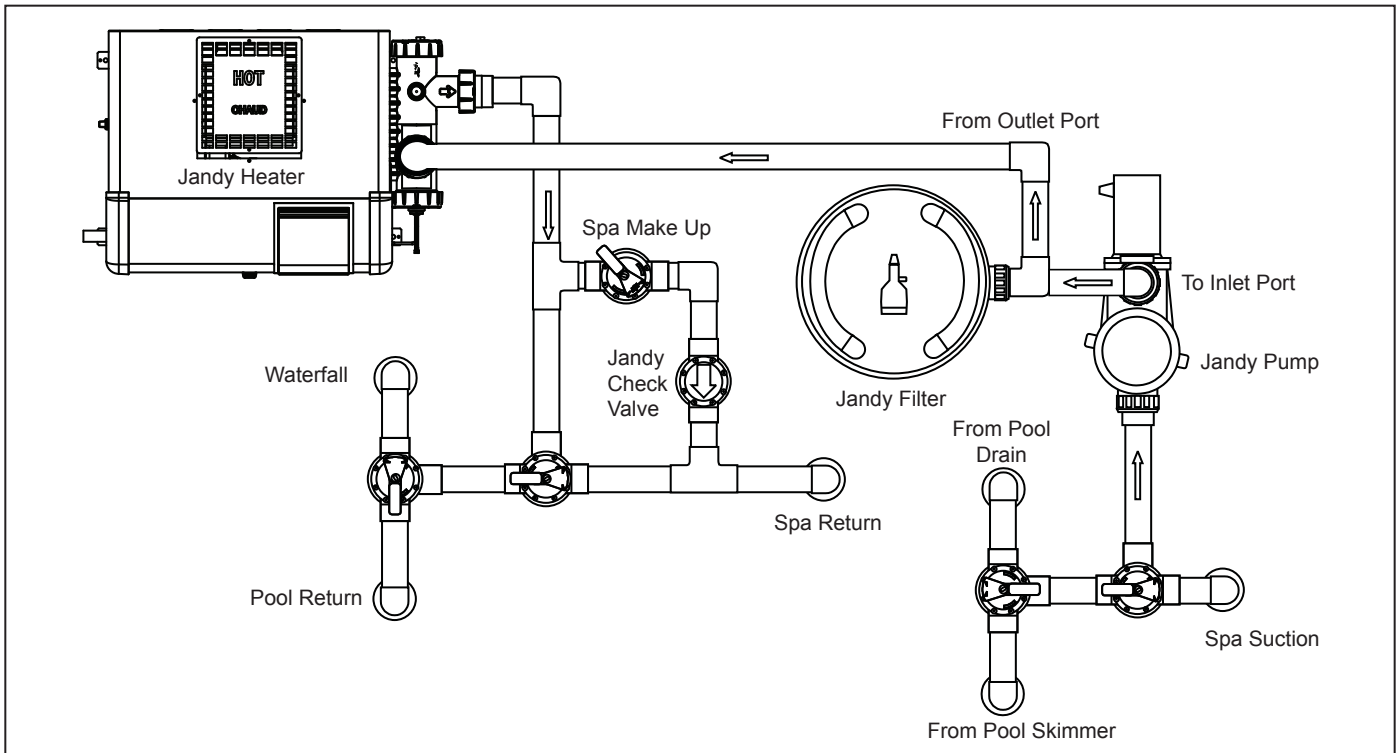 HOT
CHAUD
Jandy Heater
From Outlet Port
Spa Make Up
To Inlet Port
Jandy
Check
Valve
Jandy Pump
Waterfall
Jandy Filter
From Pool
Drain
Spa Return
Pool Return
Spa Suction
From Pool Skimmer